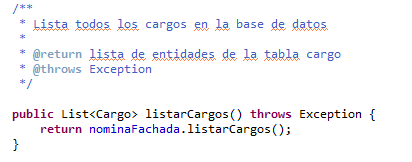 /**
 * Lista todos los cargos en la base de datos
 *
 * @return lista de entidades de la tabla cargo
 * @throws Exception
 */
public List<Cargo> listarCargos() throws Exception {
    return nominaFachada.listarCargos();
}